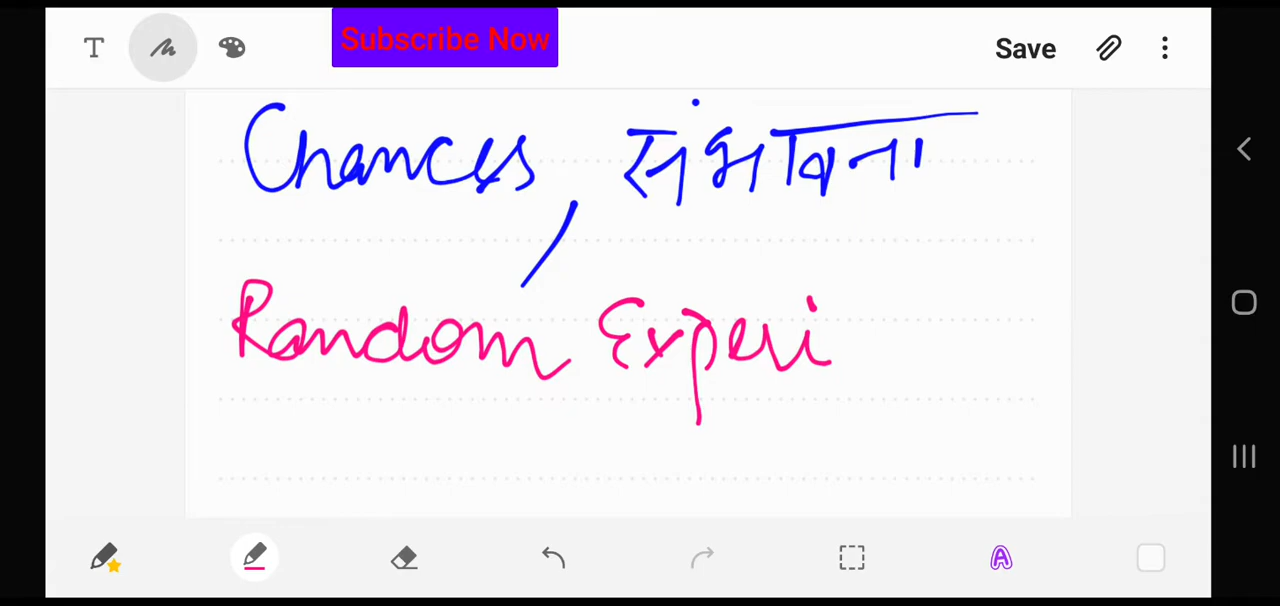 Subscribe Now
T Save
Chances, संभावना
Random Experi
A